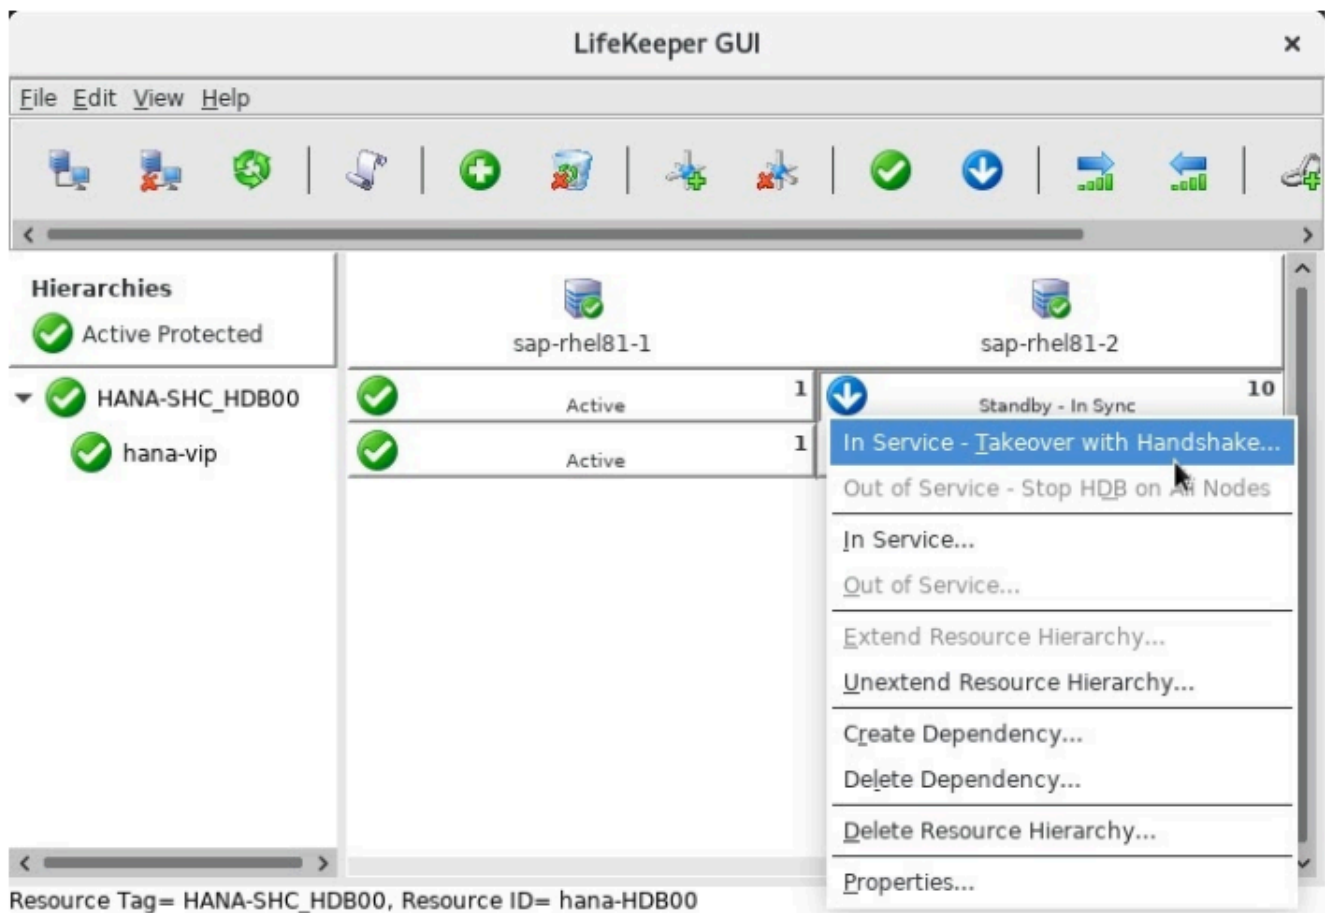 LifeKeeper GUI
File Edit View Help
Hierarchies
Active Protected
sap-rhel81-1
sap-rhel81-2
HANA-SHC_HDB00
Active
1
Standby - In Sync
10
hana-vip
Active
1
In Service - Takeover with Handshake...
Out of Service - Stop HDB on All Nodes
In Service...
Out of Service...
Extend Resource Hierarchy...
Unextend Resource Hierarchy...
Create Dependency...
Delete Dependency...
Delete Resource Hierarchy...
Properties...
Resource Tag= HANA-SHC_HDB00, Resource ID= hana-HDB00